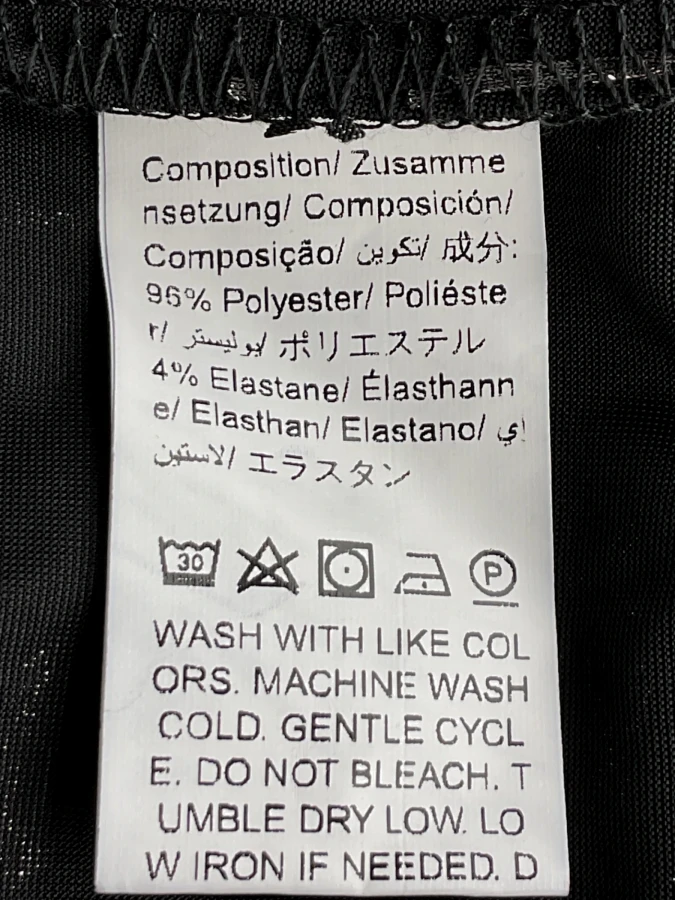 Composition/ Zusamme
nsetzung/ Composición/
Composição/ تكوين/ 成分:
96% Polyester/ Poliéste
r/ بوليستر/ ポリエステル
4% Elastane/ Élasthann
e/ Elasthan/ Elastano/ إي
لاستين/ エラスタン
30 P
WASH WITH LIKE COL
ORS. MACHINE WASH
COLD. GENTLE CYCL
E. DO NOT BLEACH. T
UMBLE DRY LOW. LO
W IRON IF NEEDED. D